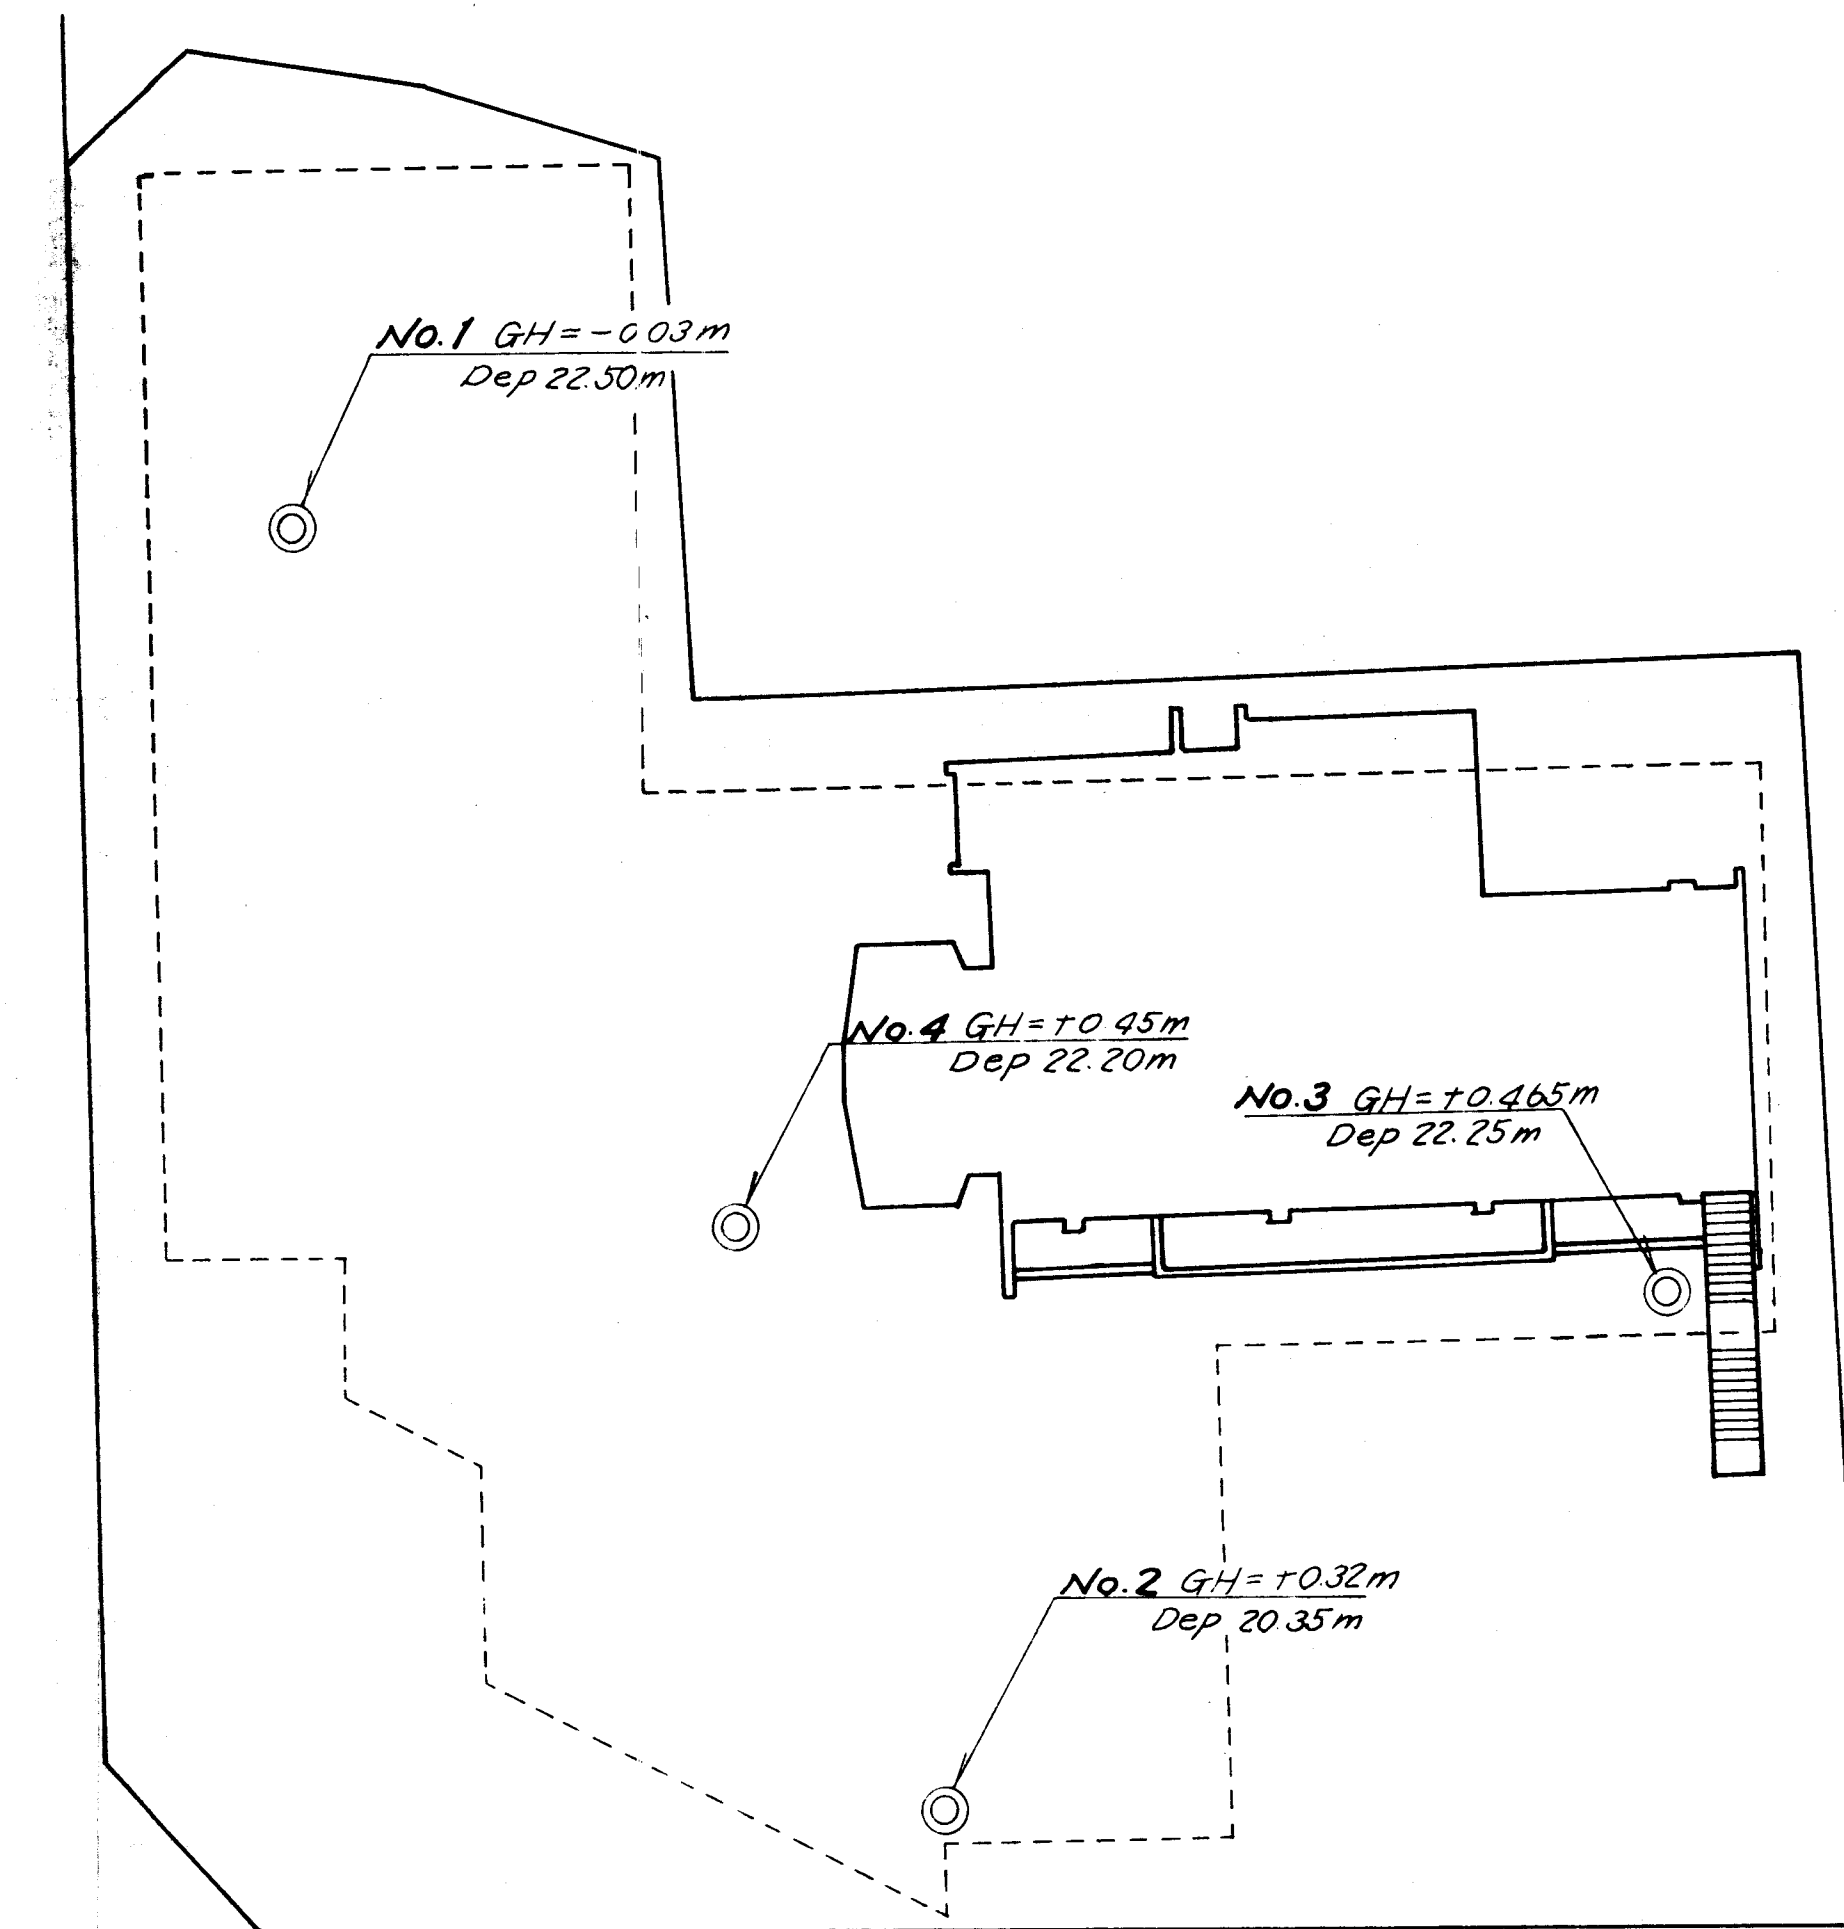 No.1 GH=-0.03m
Dep 22.50m
No.4 GH=+0.45m
Dep 22.20m
No.3 GH=+0.465m
Dep 22.25m
No.2 GH=+0.32m
Dep 20.35m